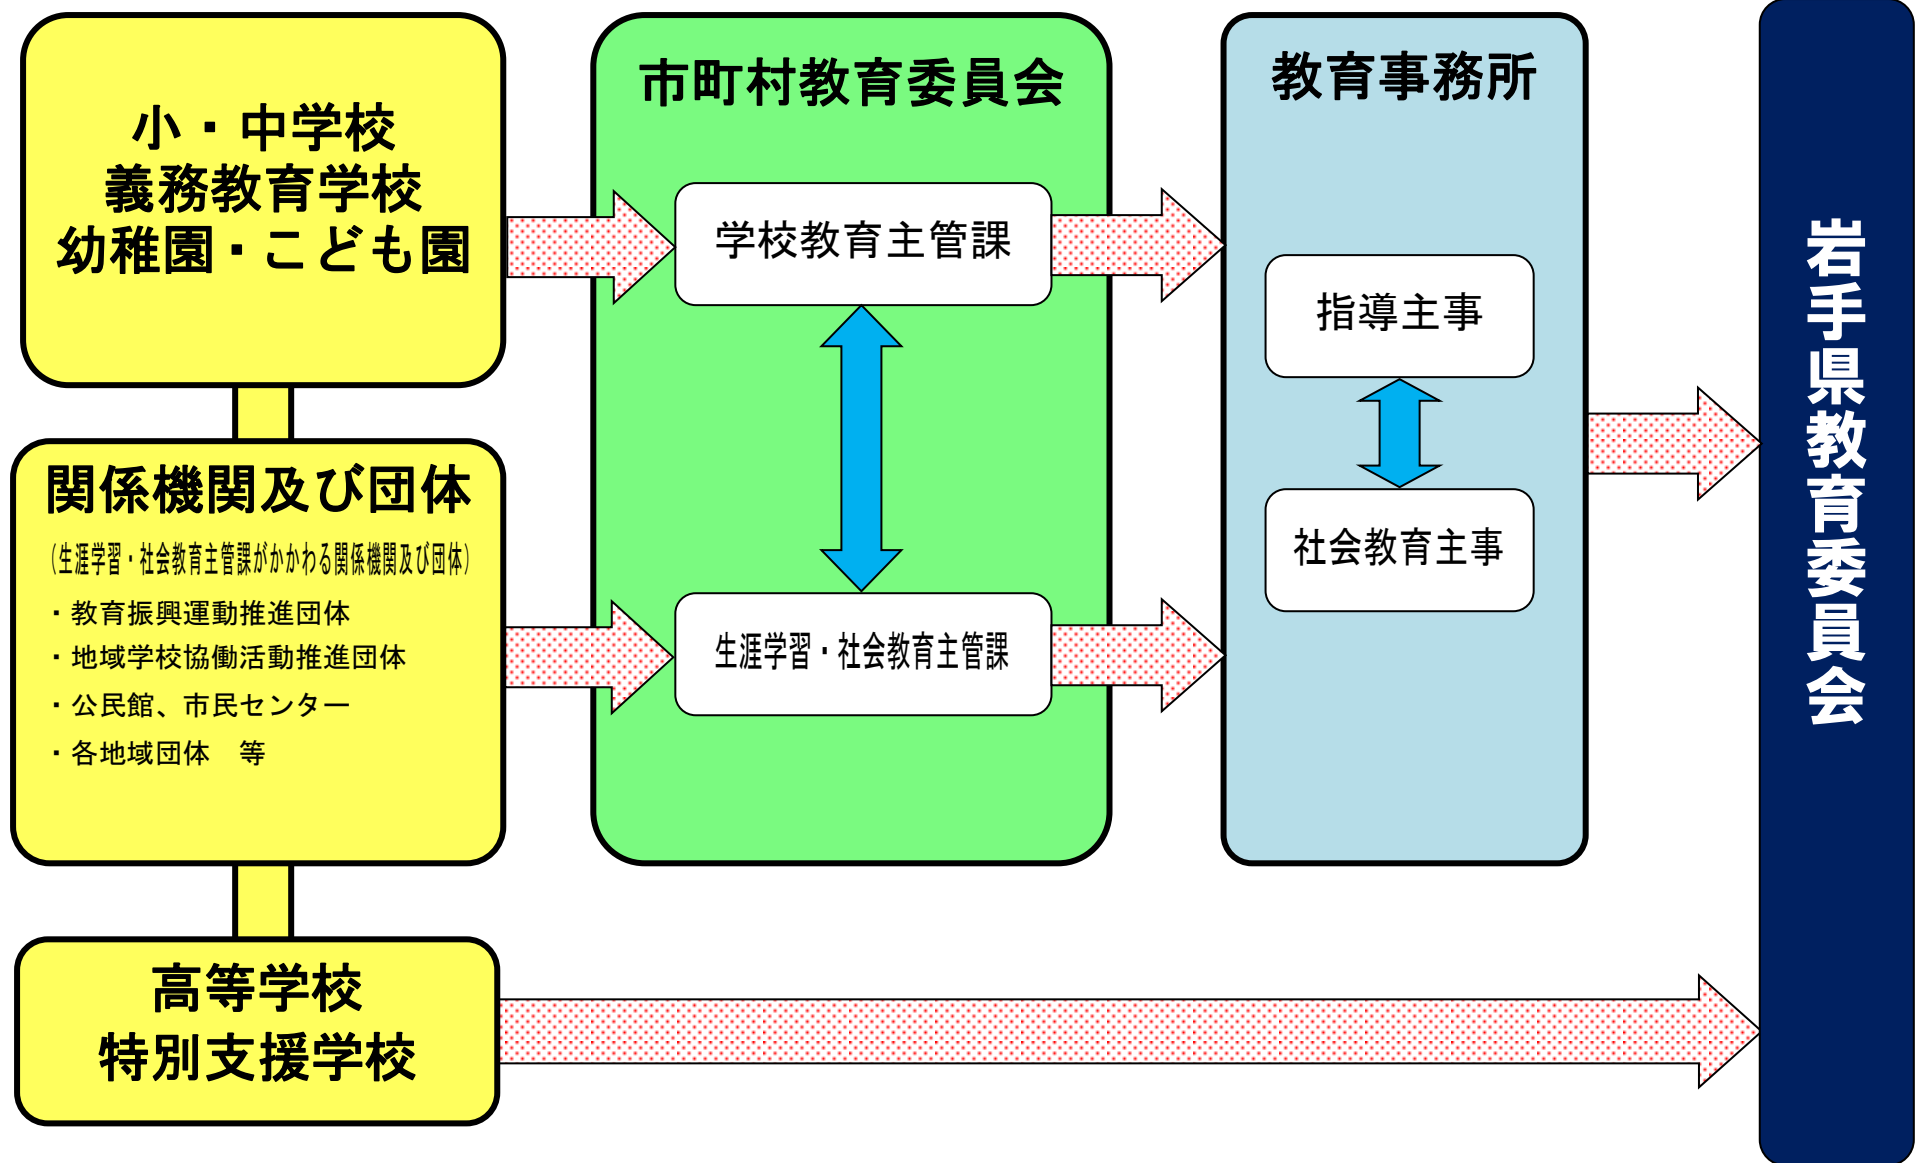 小・中学校
義務教育学校
幼稚園・こども園
関係機関及び団体
（生涯学習・社会教育主管課がかかわる関係機関及び団体）
・教育振興運動推進団体
・地域学校協働活動推進団体
・公民館、市民センター
・各地域団体　等
高等学校
特別支援学校
市町村教育委員会
学校教育主管課
生涯学習・社会教育主管課
教育事務所
指導主事
社会教育主事
岩手県教育委員会